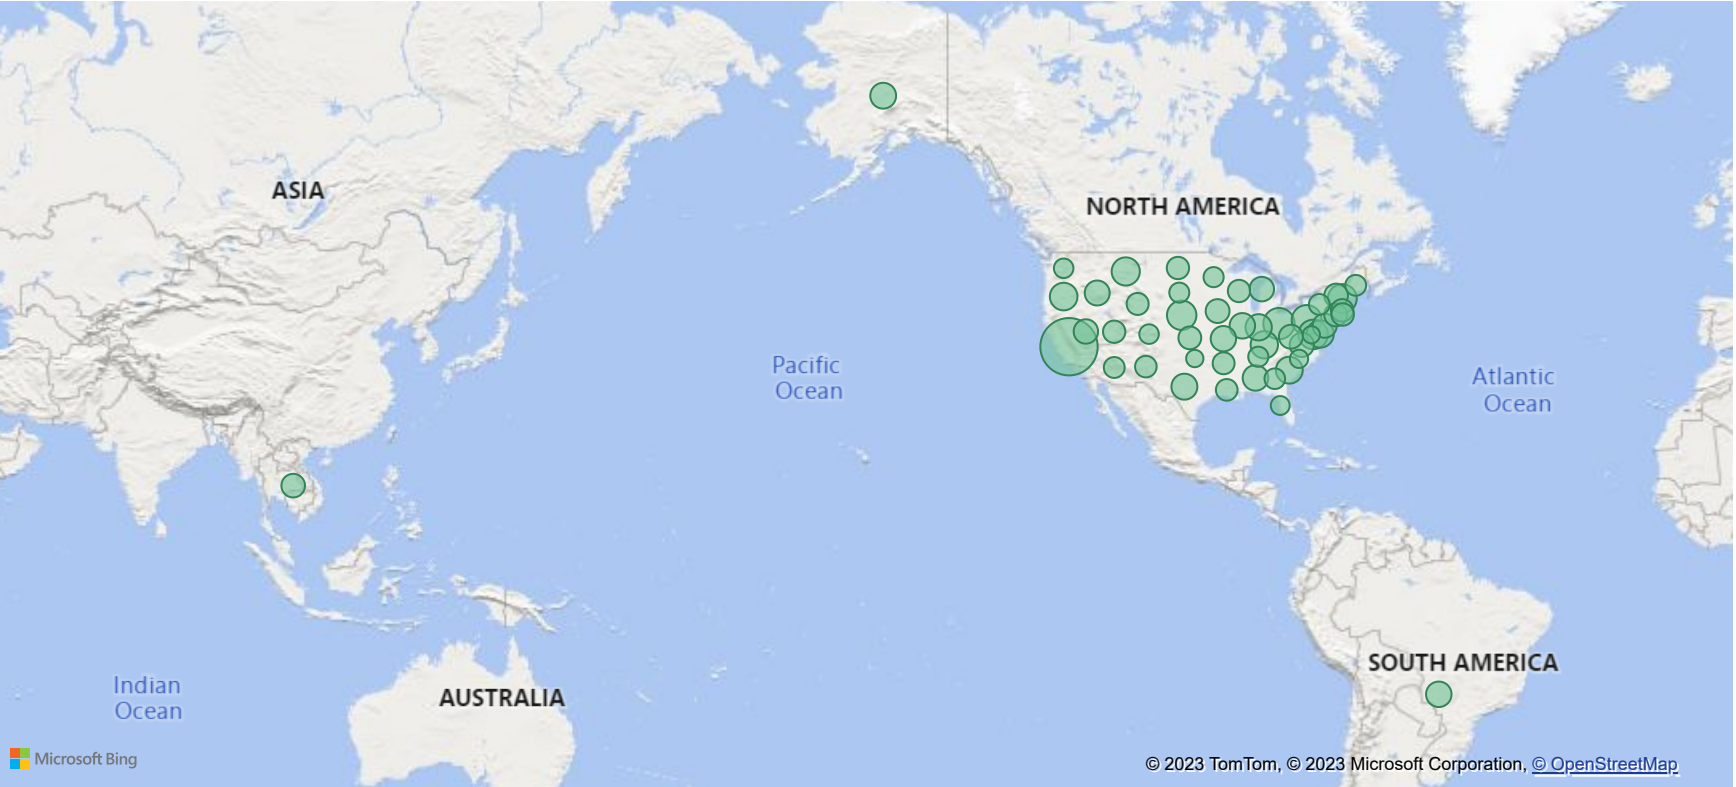 ASIA
NORTH AMERICA
Pacific
Ocean
Atlantic
Ocean
SOUTH AMERICA
Indian
Ocean
AUSTRALIA
Microsoft Bing
© 2023 TomTom, © 2023 Microsoft Corporation, © OpenStreetMap